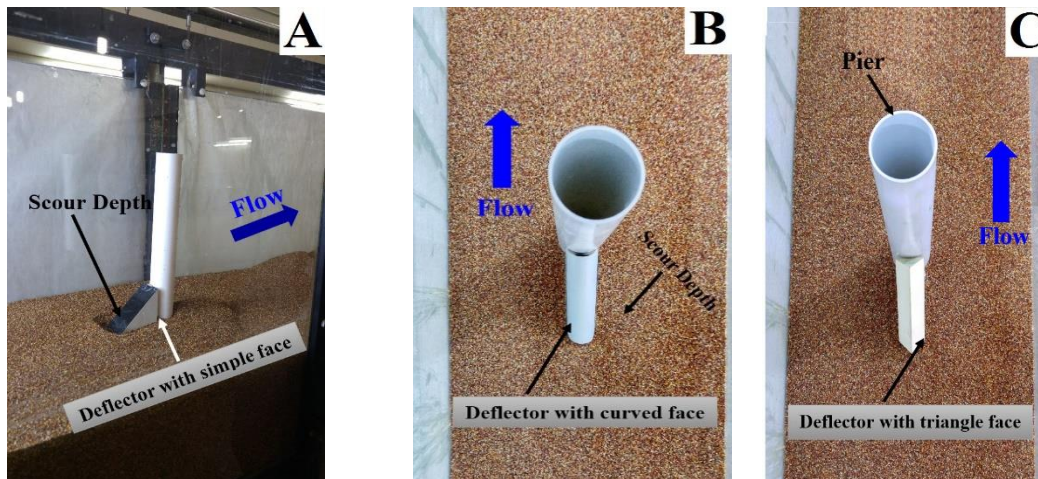 A
Scour Depth
Flow
Deflector with simple face
B
Flow
Scour Depth
Deflector with curved face
C
Pier
Flow
Deflector with triangle face